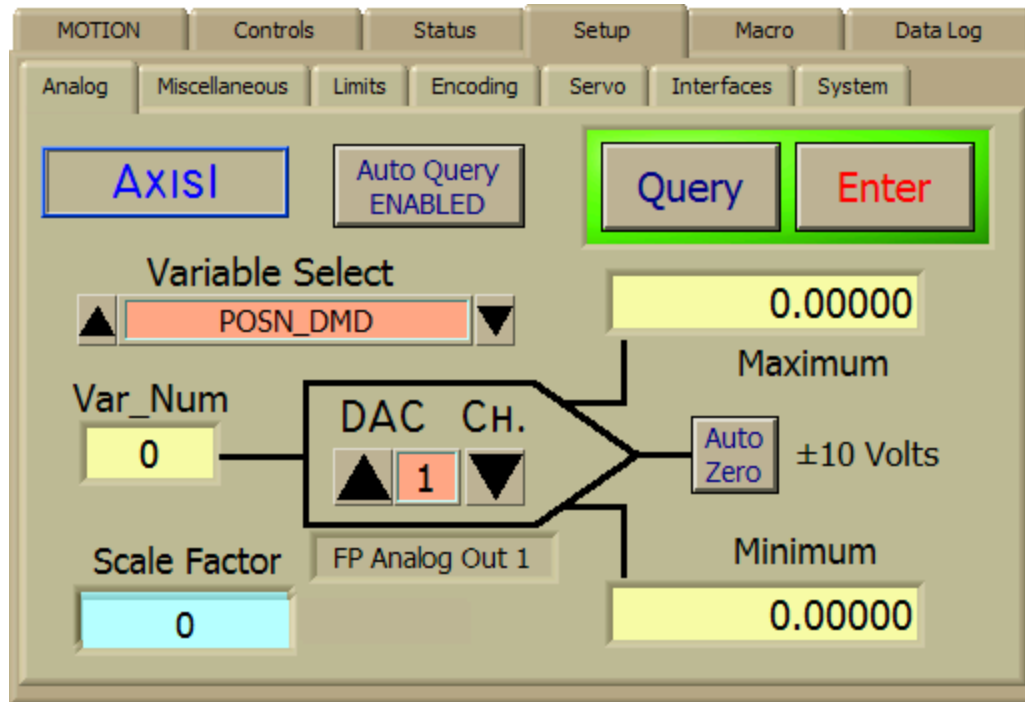 MOTION Controls Status Setup Macro Data Log
Analog Miscellaneous Limits Encoding Servo Interfaces System
AxisI
Auto Query
ENABLED
Query Enter
Variable Select
POSN_DMD
0.00000
Maximum
Var_Num
0
DAC Ch.
1
Auto
Zero
±10 Volts
FP Analog Out 1
Scale Factor
0
Minimum
0.00000